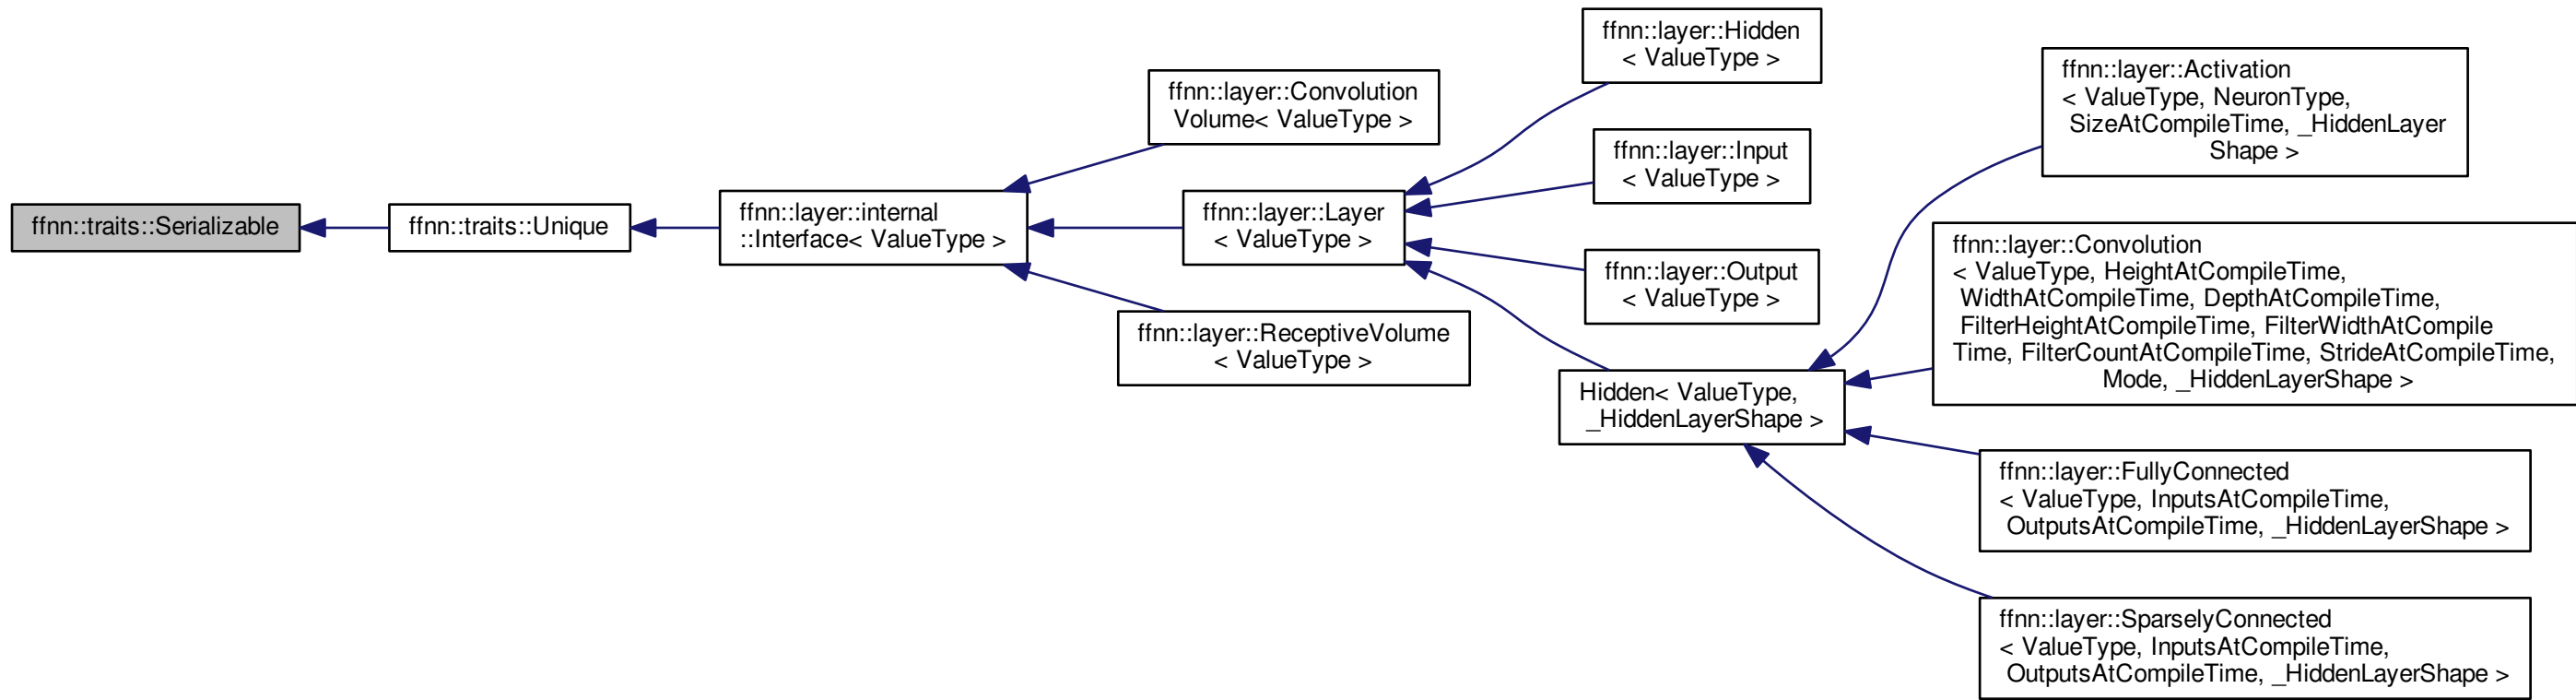 ffnn::traits::Serializable
ffnn::traits::Unique
ffnn::layer::internal
::Interface< ValueType >
ffnn::layer::Convolution
Volume< ValueType >
ffnn::layer::Layer
< ValueType >
ffnn::layer::ReceptiveVolume
< ValueType >
ffnn::layer::Hidden
< ValueType >
ffnn::layer::Input
< ValueType >
ffnn::layer::Output
< ValueType >
Hidden< ValueType,
_HiddenLayerShape >
ffnn::layer::Activation
< ValueType, NeuronType,
SizeAtCompileTime, _HiddenLayer
Shape >
ffnn::layer::Convolution
< ValueType, HeightAtCompileTime,
WidthAtCompileTime, DepthAtCompileTime,
FilterHeightAtCompileTime, FilterWidthAtCompile
Time, FilterCountAtCompileTime, StrideAtCompileTime,
Mode, _HiddenLayerShape >
ffnn::layer::FullyConnected
< ValueType, InputsAtCompileTime,
OutputsAtCompileTime, _HiddenLayerShape >
ffnn::layer::SparselyConnected
< ValueType, InputsAtCompileTime,
OutputsAtCompileTime, _HiddenLayerShape >